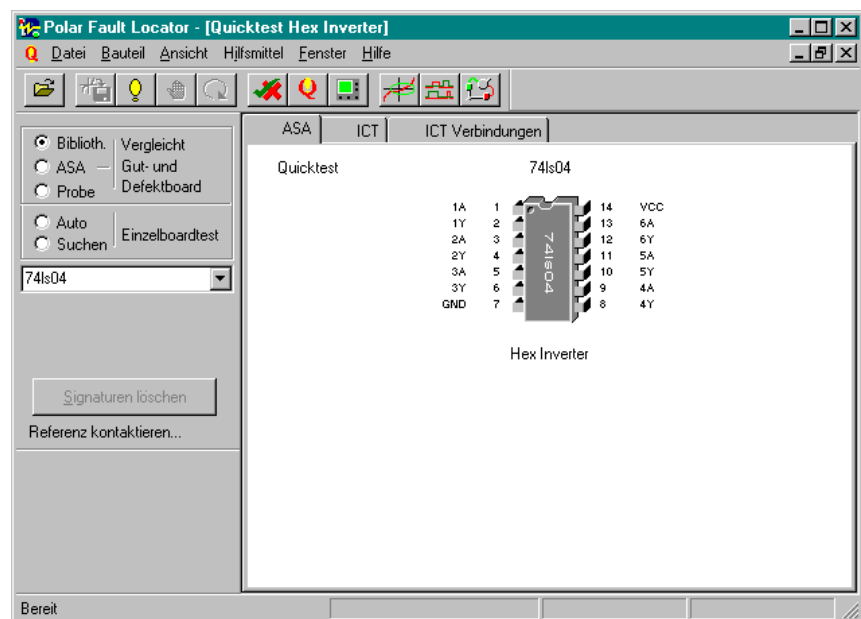 Polar Fault Locator - [Quicktest Hex Inverter]
Q Datei Bauteil Ansicht Hilfsmittel Fenster Hilfe
Q
ASA ICT ICT Verbindungen
Biblioth. Vergleicht
ASA Gut- und
Probe Defektboard
Auto
Suchen Einzelboardtest
74ls04
Signaturen löschen
Referenz kontaktieren...
Quicktest 74ls04
1A 1 14 VCC
1Y 2 13 6A
2A 3 12 6Y
2Y 4 11 5A
3A 5 10 5Y
3Y 6 9 4A
GND 7 8 4Y
74ls04
Hex Inverter
Bereit